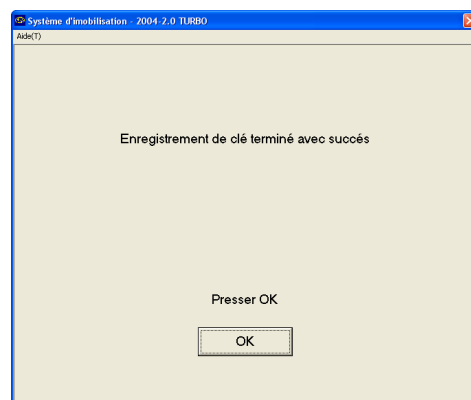 Système d'imobilisation - 2004-2.0 TURBO
Aide(T)
Enregistrement de clé terminé avec succés
Presser OK
OK